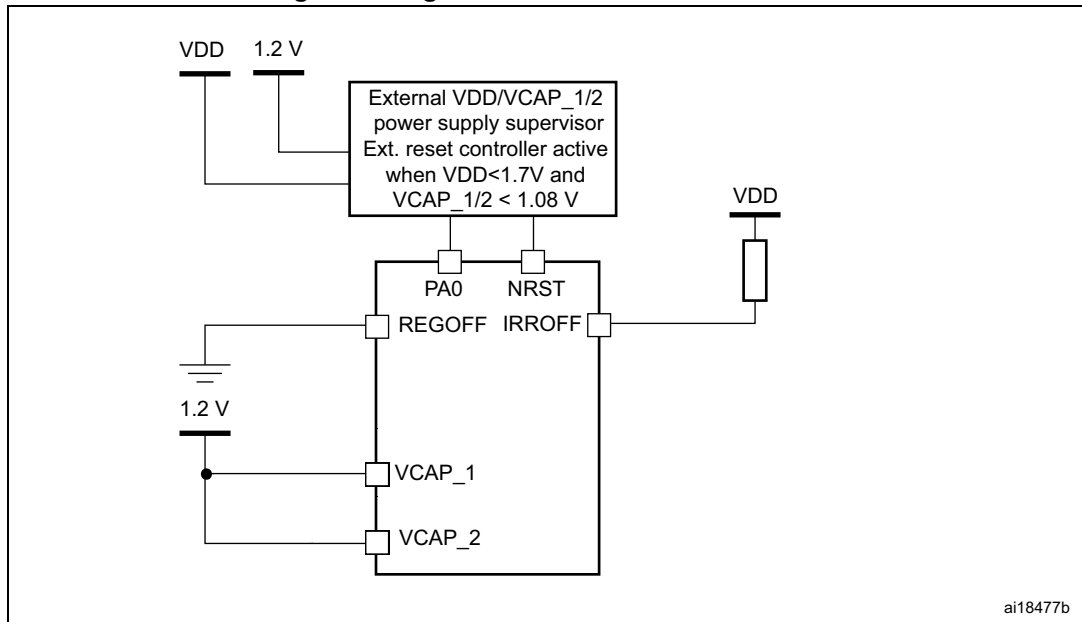 VDD
1.2 V
External VDD/VCAP_1/2
power supply supervisor
Ext. reset controller active
when VDD<1.7V and
VCAP_1/2 < 1.08 V
VDD
PA0
NRST
REGOFF
IRROFF
1.2 V
VCAP_1
VCAP_2
ai18477b